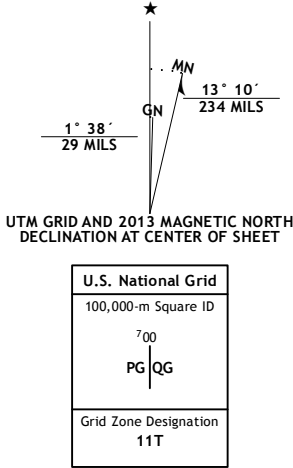 ★
MN
GN
13° 10´
234 MILS
1° 38´
29 MILS
UTM GRID AND 2013 MAGNETIC NORTH
DECLINATION AT CENTER OF SHEET
U.S. National Grid
100,000-m Square ID
⁷00
PG QG
Grid Zone Designation
11T